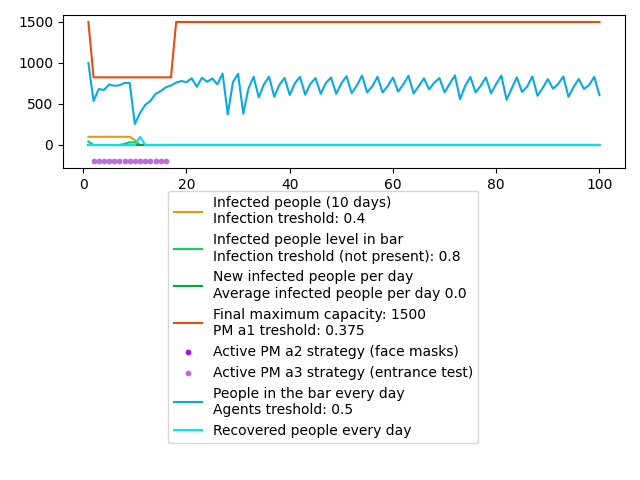 1500
1000
500
0
0
20
40
60
80
100
Infected people (10 days)
Infection treshold: 0.4
Infected people level in bar
Infection treshold (not present): 0.8
New infected people per day
Average infected people per day 0.0
Final maximum capacity: 1500
PM a1 treshold: 0.375
Active PM a2 strategy (face masks)
Active PM a3 strategy (entrance test)
People in the bar every day
Agents treshold: 0.5
Recovered people every day